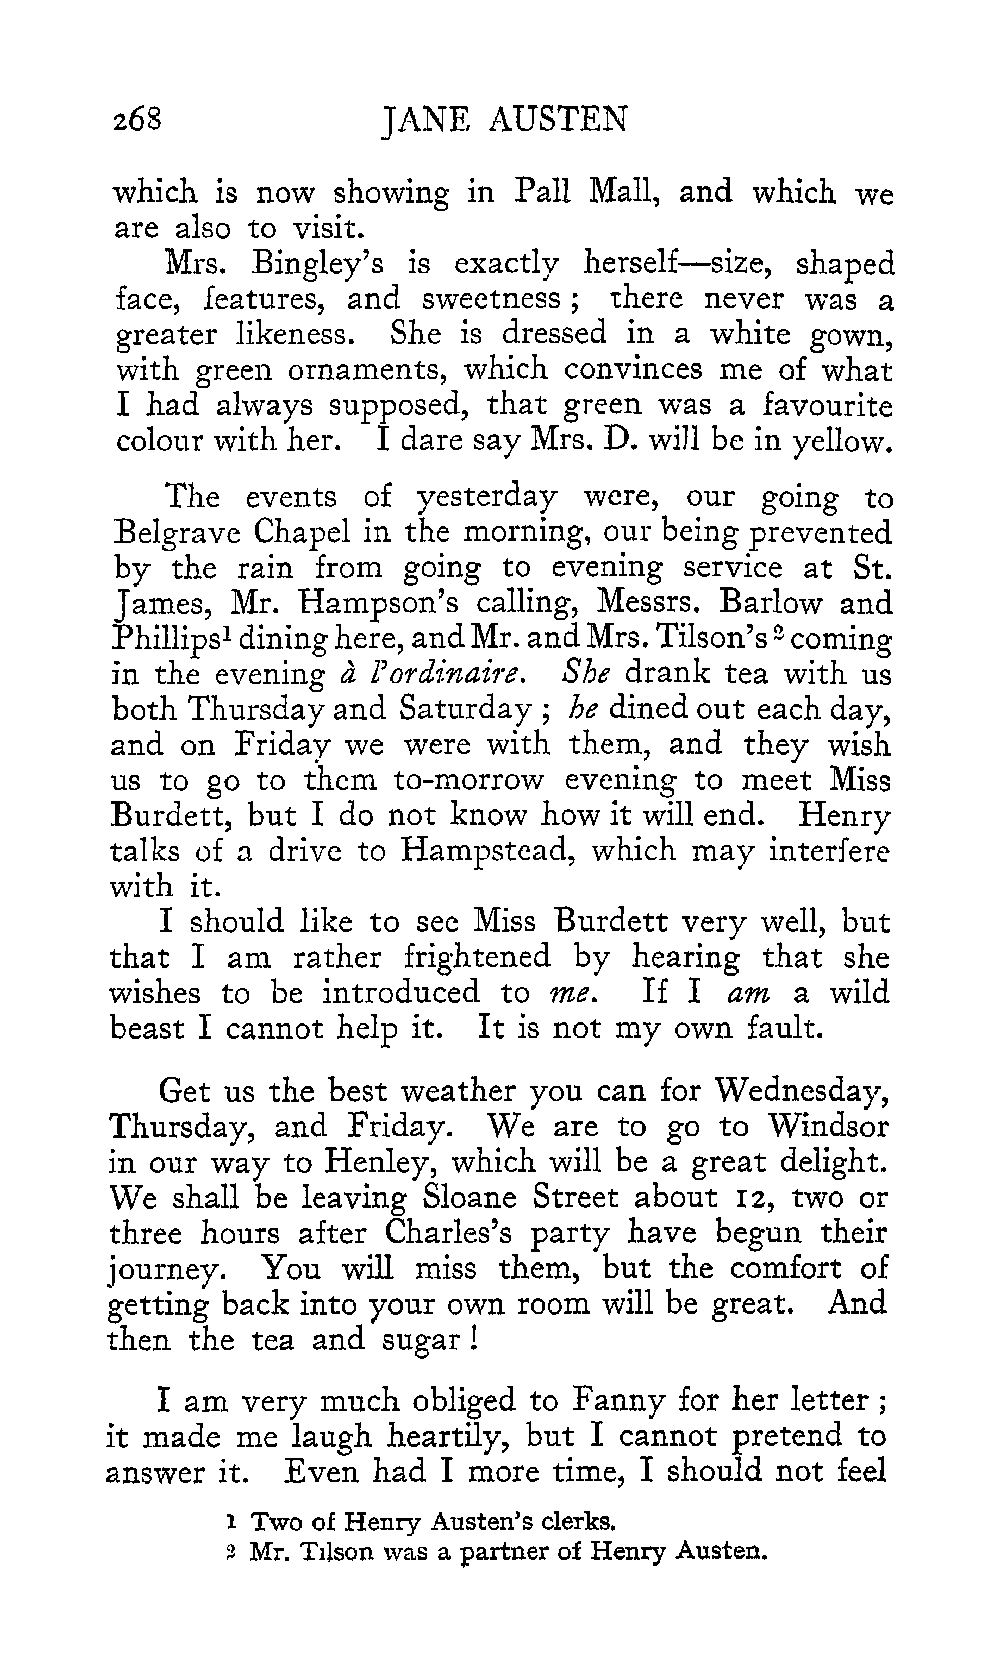 268 JANE AUSTEN
which is now showing in Pall Mall, and which we
are also to visit.
Mrs. Bingley's is exactly herself—size, shaped
face, features, and sweetness ; there never was a
greater likeness. She is dressed in a white gown,
with green ornaments, which convinces me of what
I had always supposed, that green was a favourite
colour with her. I dare say Mrs. D. will be in yellow.
The events of yesterday were, our going to
Belgrave Chapel in the morning, our being prevented
by the rain from going to evening service at St.
James, Mr. Hampson's calling, Messrs. Barlow and
Phillips¹ dining here, and Mr. and Mrs. Tilson's² coming
in the evening à l'ordinaire. She drank tea with us
both Thursday and Saturday ; he dined out each day,
and on Friday we were with them, and they wish
us to go to them to-morrow evening to meet Miss
Burdett, but I do not know how it will end. Henry
talks of a drive to Hampstead, which may interfere
with it.
I should like to see Miss Burdett very well, but
that I am rather frightened by hearing that she
wishes to be introduced to me. If I am a wild
beast I cannot help it. It is not my own fault.
Get us the best weather you can for Wednesday,
Thursday, and Friday. We are to go to Windsor
in our way to Henley, which will be a great delight.
We shall be leaving Sloane Street about 12, two or
three hours after Charles's party have begun their
journey. You will miss them, but the comfort of
getting back into your own room will be great. And
then the tea and sugar !
I am very much obliged to Fanny for her letter ;
it made me laugh heartily, but I cannot pretend to
answer it. Even had I more time, I should not feel
1 Two of Henry Austen's clerks.
2 Mr. Tilson was a partner of Henry Austen.